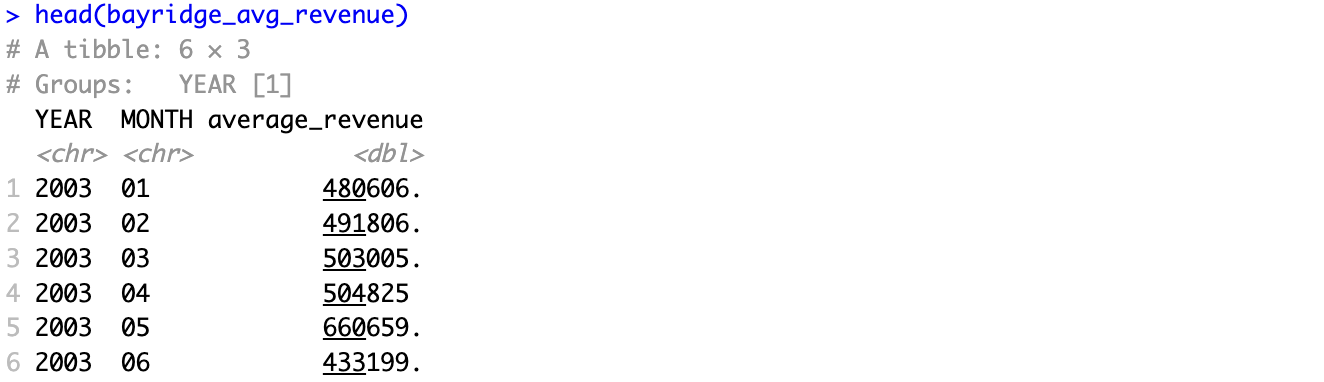 > head(bayridge_avg_revenue)
# A tibble: 6 × 3
# Groups:   YEAR [1]
  YEAR  MONTH average_revenue
  <chr> <chr>           <dbl>
1 2003  01            480606.
2 2003  02            491806.
3 2003  03            503005.
4 2003  04            504825
5 2003  05            660659.
6 2003  06            433199.